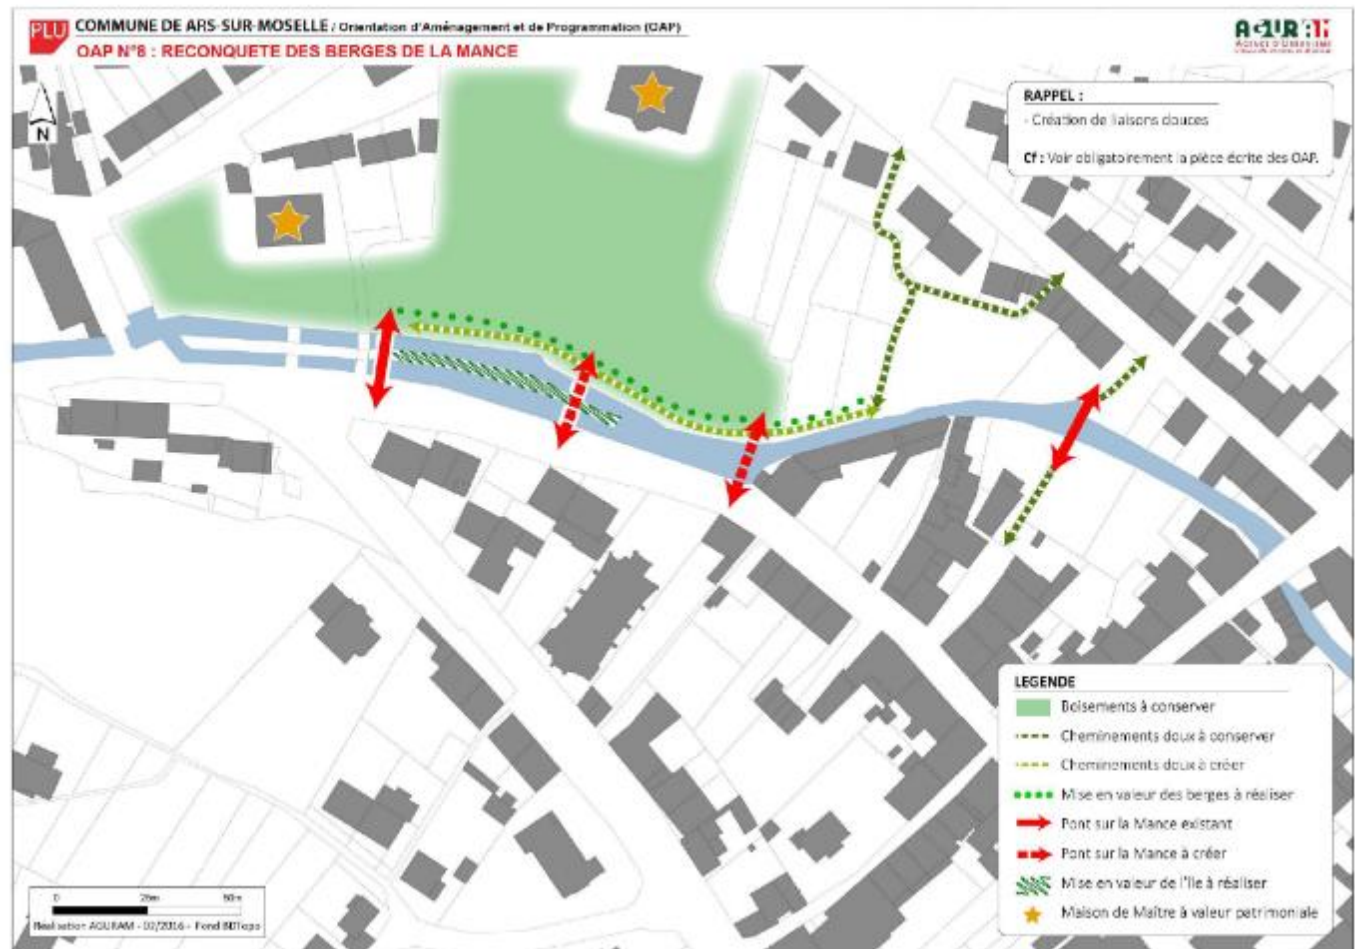 PLU COMMUNE DE ARS-SUR-MOSELLE / Orientation d'Aménagement et de Programmation (OAP)
OAP N°8 : RECONQUETE DES BERGES DE LA MANCE
AGURAM
AGENCE D'URBANISME
N
RAPPEL :
- Création de liaisons douces
Cf : Voir obligatoirement la pièce écrite des OAP.
LEGENDE
Boisements à conserver
Cheminements doux à conserver
Cheminements doux à créer
Mise en valeur des berges à réaliser
Pont sur la Mance existant
Pont sur la Mance à créer
Mise en valeur de l'île à réaliser
Maison de Maître à valeur patrimoniale
0 25m 50m
Réalisation AGURAM - 02/2016 - Fond BDTopo